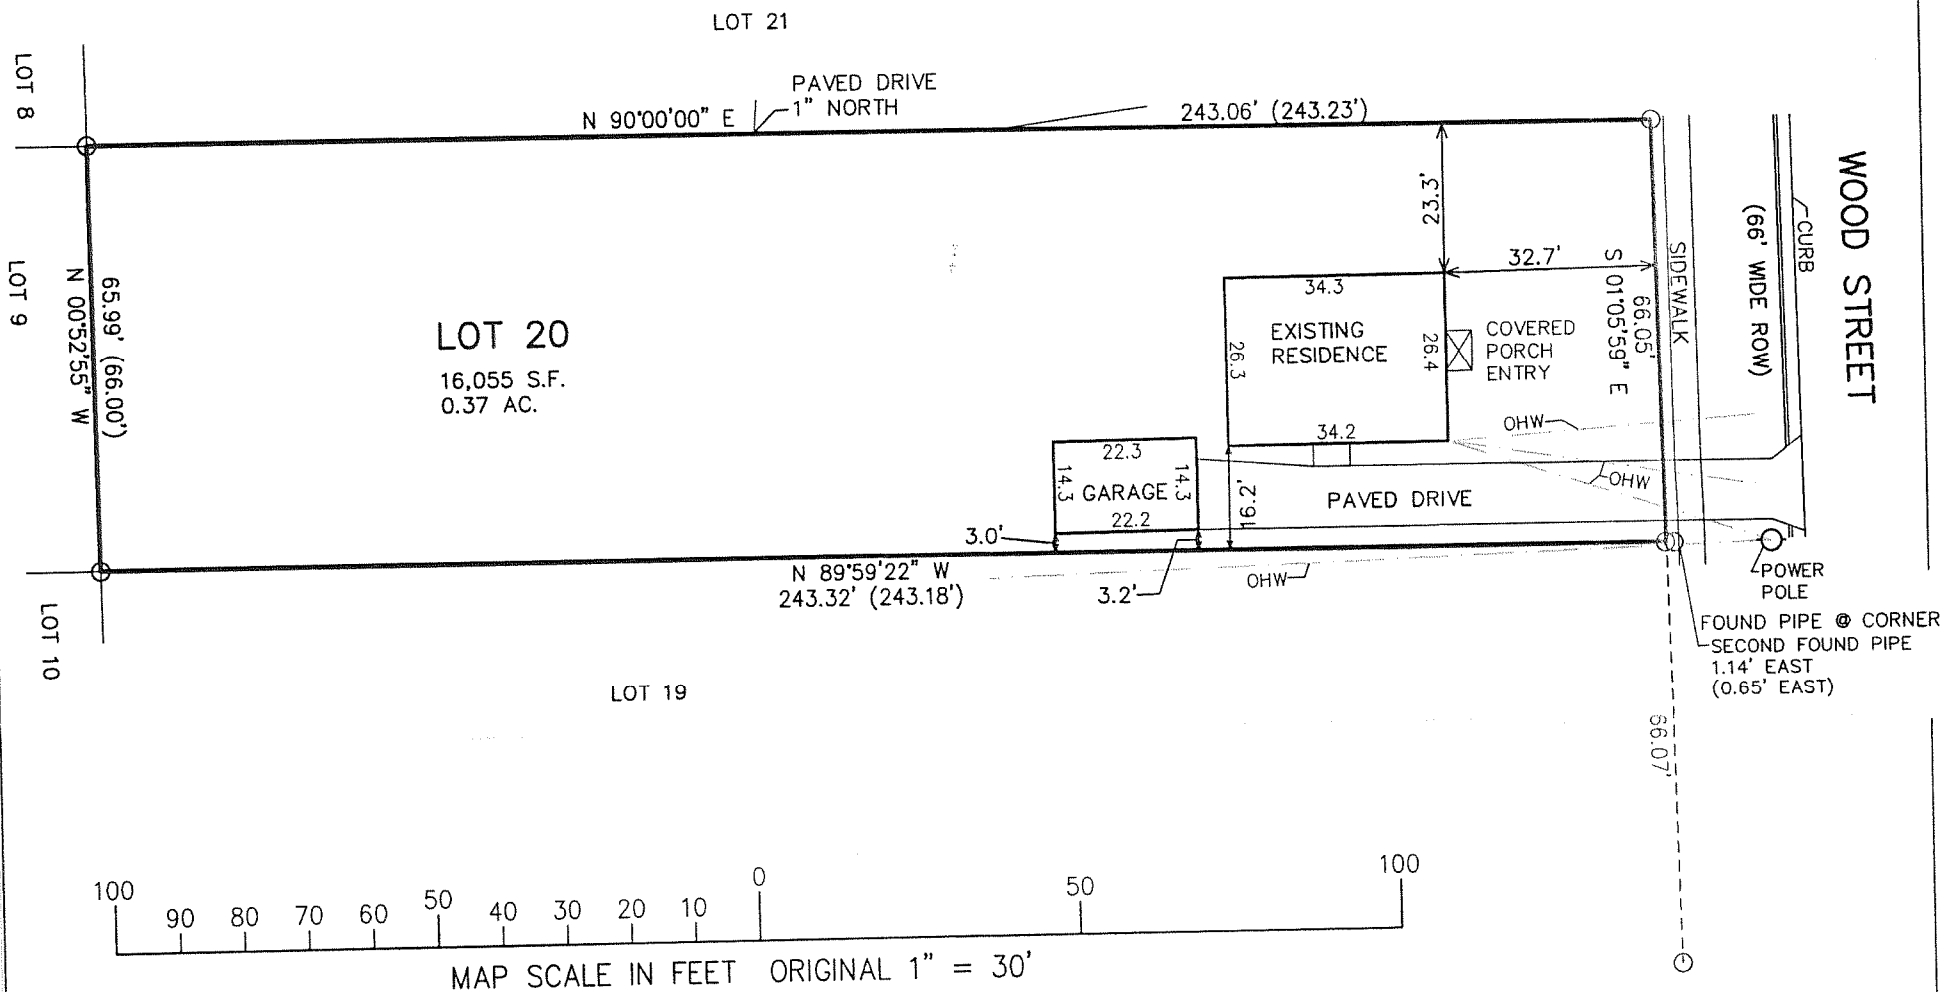 LOT 21
LOT 8
PAVED DRIVE
1" NORTH
N 90°00'00" E
243.06' (243.23')
WOOD STREET
(66' WIDE ROW)
CURB
SIDEWALK
23.3'
32.7'
S 01°05'59" E
66.05'
LOT 9
N 00°52'55" W
65.99' (66.00')
LOT 20
16,055 S.F.
0.37 AC.
34.3
EXISTING
RESIDENCE
26.3
26.4
34.2
COVERED
PORCH
ENTRY
OHW
OHW
22.3
14.3
GARAGE
14.3
22.2
16.2'
PAVED DRIVE
3.0'
3.2'
N 89°59'22" W
243.32' (243.18')
OHW
POWER
POLE
FOUND PIPE @ CORNER
SECOND FOUND PIPE
1.14' EAST
(0.65' EAST)
LOT 10
LOT 19
66.07'
100
90
80
70
60
50
40
30
20
10
0
50
100
MAP SCALE IN FEET ORIGINAL 1" = 30'